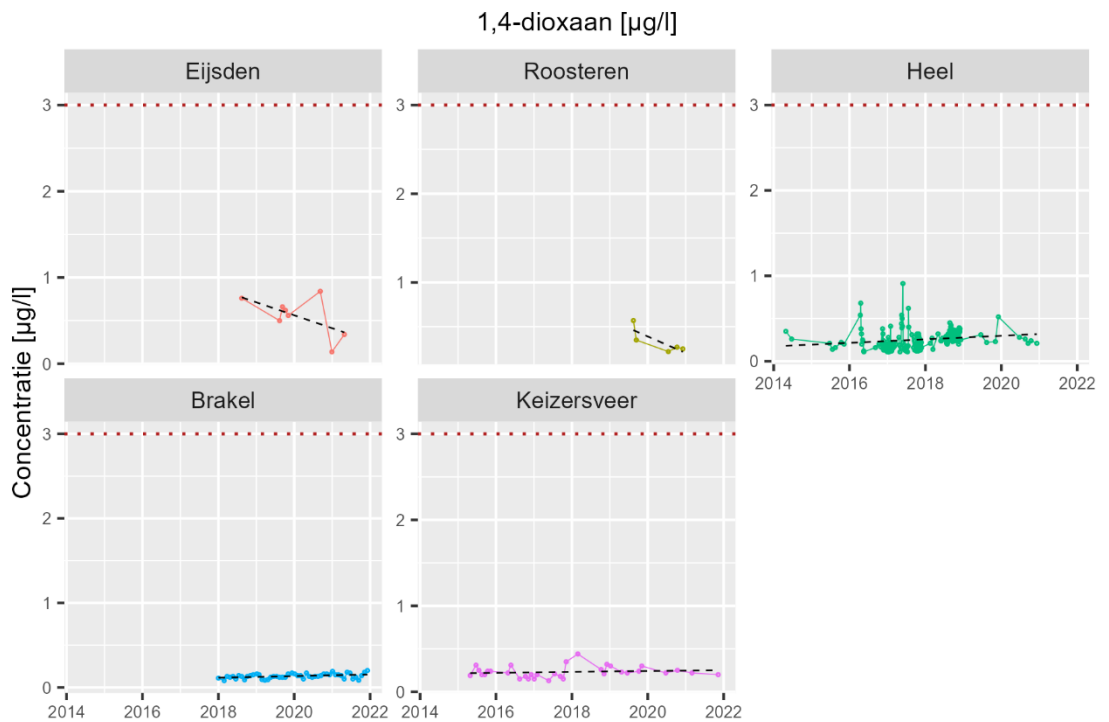 1,4-dioxaan [µg/l]
Eijsden Roosteren Heel
3 3 3
2 2 2
1 1 1
0 0
2014 2016 2018 2020 2022
Brakel Keizersveer
Concentratie [µg/l]
3 3
2 2
1 1
0 0
2014 2016 2018 2020 2022 2014 2016 2018 2020 2022